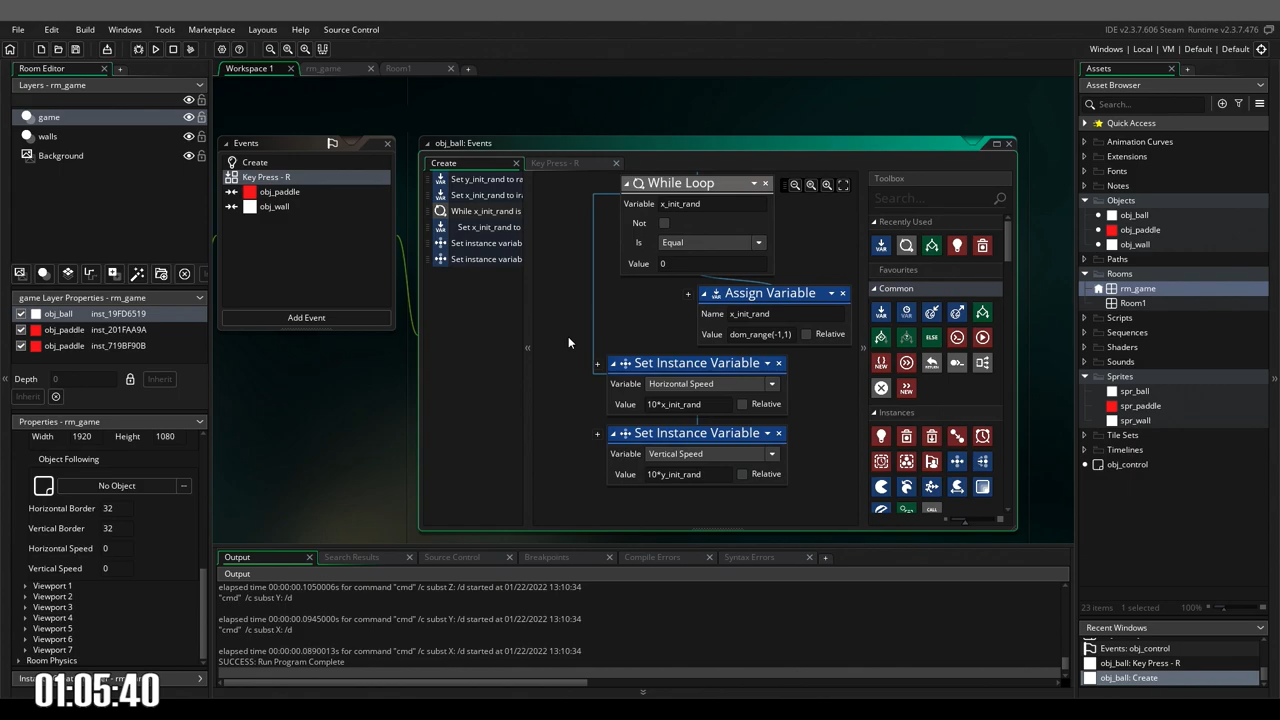 File Edit Build Windows Tools Marketplace Layouts Help Source Control
IDE v2.3.7.606 Steam Runtime v2.3.7.476
Windows | Local | VM | Default | Default
Room Editor
Workspace 1
rm_game
Room1
Assets
Layers - rm_game
game
walls
Background
game Layer Properties - rm_game
obj_ball inst_19FD6519
obj_paddle inst_201FAA9A
obj_paddle inst_719BF90B
Depth 0 Inherit
Inherit
Properties - rm_game
Width 1920 Height 1080
Object Following
No Object
Horizontal Border 32
Vertical Border 32
Horizontal Speed 0
Vertical Speed 0
Viewport 1
Viewport 2
Viewport 3
Viewport 4
Viewport 5
Viewport 6
Viewport 7
Room Physics
01:05:40
Events
Create
Key Press - R
obj_paddle
obj_wall
Add Event
obj_ball: Events
Create
Key Press - R
Set y_init_rand to ra
Set x_init_rand to ira
While x_init_rand is
Set x_init_rand to
Set instance variab
Set instance variab
While Loop
Variable x_init_rand
Not
Is Equal
Value 0
Assign Variable
Name x_init_rand
Value dom_range(-1,1) Relative
Set Instance Variable
Variable Horizontal Speed
Value 10*x_init_rand Relative
Set Instance Variable
Variable Vertical Speed
Value 10*y_init_rand Relative
Toolbox
Search...
Recently Used
Favourites
Common
ELSE
NEW
NEW
Instances
CALL
Output
Search Results
Source Control
Breakpoints
Compile Errors
Syntax Errors
Output
elapsed time 00:00:00.1050006s for command "cmd" /c subst Z: /d started at 01/22/2022 13:10:34
"cmd" /c subst Y: /d
elapsed time 00:00:00.0945000s for command "cmd" /c subst Y: /d started at 01/22/2022 13:10:34
"cmd" /c subst X: /d
elapsed time 00:00:00.0890013s for command "cmd" /c subst X: /d started at 01/22/2022 13:10:34
SUCCESS: Run Program Complete
Asset Browser
Search...
Quick Access
Animation Curves
Extensions
Fonts
Notes
Objects
obj_ball
obj_paddle
obj_wall
Paths
Rooms
rm_game
Room1
Scripts
Sequences
Shaders
Sounds
Sprites
spr_ball
spr_paddle
spr_wall
Tile Sets
Timelines
obj_control
23 items 1 selected 100%
Recent Windows
Events: obj_control
obj_ball: Key Press - R
obj_ball: Create